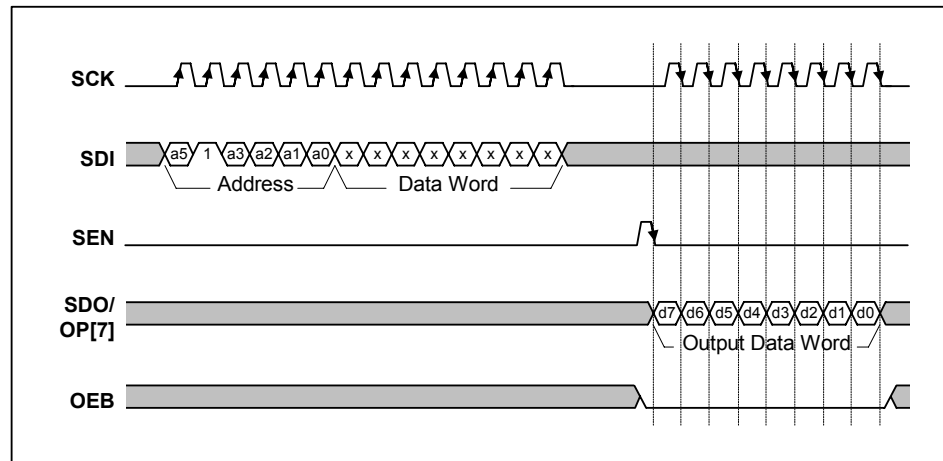 SCK
SDI
a5 1 a3 a2 a1 a0 x x x x x x x x
Address Data Word
SEN
SDO/
OP[7]
d7 d6 d5 d4 d3 d2 d1 d0
Output Data Word
OEB